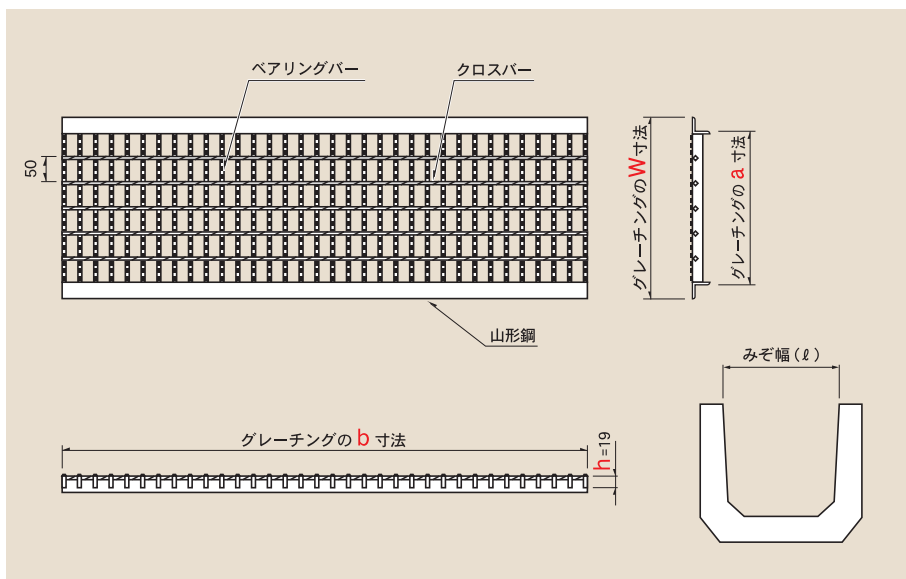 ベアリングバー
クロスバー
50
グレーチングのW寸法
グレーチングのa寸法
山形鋼
みぞ幅(ℓ)
グレーチングのb寸法
h=19